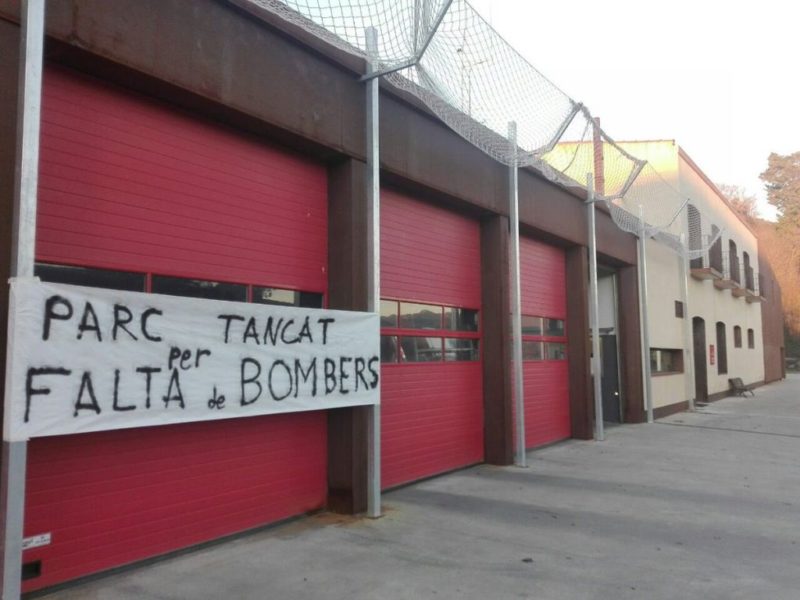 PARC TANCAT
per
FALTA de BOMBERS